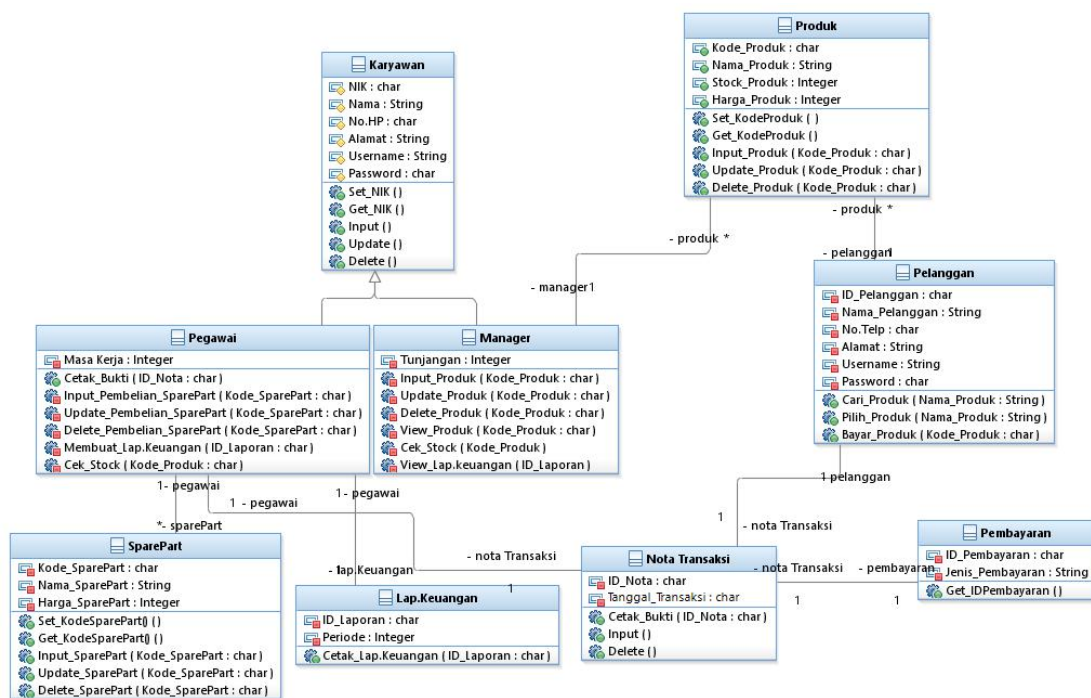 Produk
Kode_Produk : char
Nama_Produk : String
Stock_Produk : Integer
Harga_Produk : Integer
Set_KodeProduk ( )
Get_KodeProduk ( )
Input_Produk ( Kode_Produk : char )
Update_Produk ( Kode_Produk : char )
Delete_Produk ( Kode_Produk : char )
Karyawan
NIK : char
Nama : String
No.HP : char
Alamat : String
Username : String
Password : char
Set_NIK ( )
Get_NIK ( )
Input ( )
Update ( )
Delete ( )
- produk *
- produk *
- manager1
- pelanggan
1
Pelanggan
ID_Pelanggan : char
Nama_Pelanggan : String
No.Telp : char
Alamat : String
Username : String
Password : char
Cari_Produk ( Nama_Produk : String )
Pilih_Produk ( Nama_Produk : String )
Bayar_Produk ( Kode_Produk : char )
Pegawai
Masa Kerja : Integer
Cetak_Bukti ( ID_Nota : char )
Input_Pembelian_SparePart ( Kode_SparePart : char )
Update_Pembelian_SparePart ( Kode_SparePart : char )
Delete_Pembelian_SparePart ( Kode_SparePart : char )
Membuat_Lap.Keuangan ( ID_Laporan : char )
Cek_Stock ( Kode_Produk : char )
Manager
Tunjangan : Integer
Input_Produk ( Kode_Produk : char )
Update_Produk ( Kode_Produk : char )
Delete_Produk ( Kode_Produk : char )
View_Produk ( Kode_Produk : char )
Cek_Stock ( Kode_Produk )
View_Lap.keuangan ( ID_Laporan )
1- pegawai
1 - pegawai
1- pegawai
1 pelanggan
*- sparePart
1
- nota Transaksi
- nota Transaksi
- nota Transaksi
- pembayaran
- lap.Keuangan
1
1
1
1
SparePart
Kode_SparePart : char
Nama_SparePart : String
Harga_SparePart : Integer
Set_KodeSparePart() ( )
Get_KodeSparePart() ( )
Input_SparePart ( Kode_SparePart : char )
Update_SparePart ( Kode_SparePart : char )
Delete_SparePart ( Kode_SparePart : char )
Lap.Keuangan
ID_Laporan : char
Periode : Integer
Cetak_Lap.Keuangan ( ID_Laporan : char )
Nota Transaksi
ID_Nota : char
Tanggal_Transaksi : char
Cetak_Bukti ( ID_Nota : char )
Input ( )
Delete ( )
Pembayaran
ID_Pembayaran : char
Jenis_Pembayaran : String
Get_IDPembayaran ( )